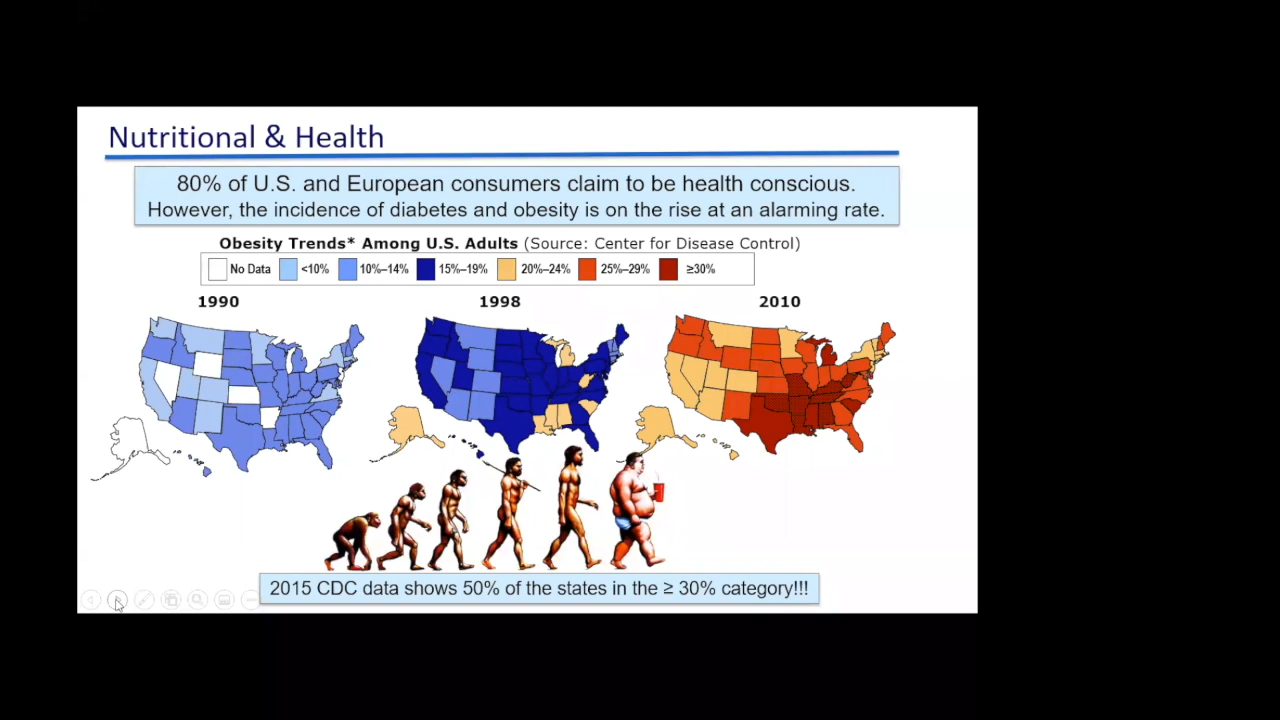 Nutritional & Health
80% of U.S. and European consumers claim to be health conscious.
However, the incidence of diabetes and obesity is on the rise at an alarming rate.
Obesity Trends* Among U.S. Adults (Source: Center for Disease Control)
No Data <10% 10%–14% 15%–19% 20%–24% 25%–29% ≥30%
1990 1998 2010
2015 CDC data shows 50% of the states in the ≥ 30% category!!!